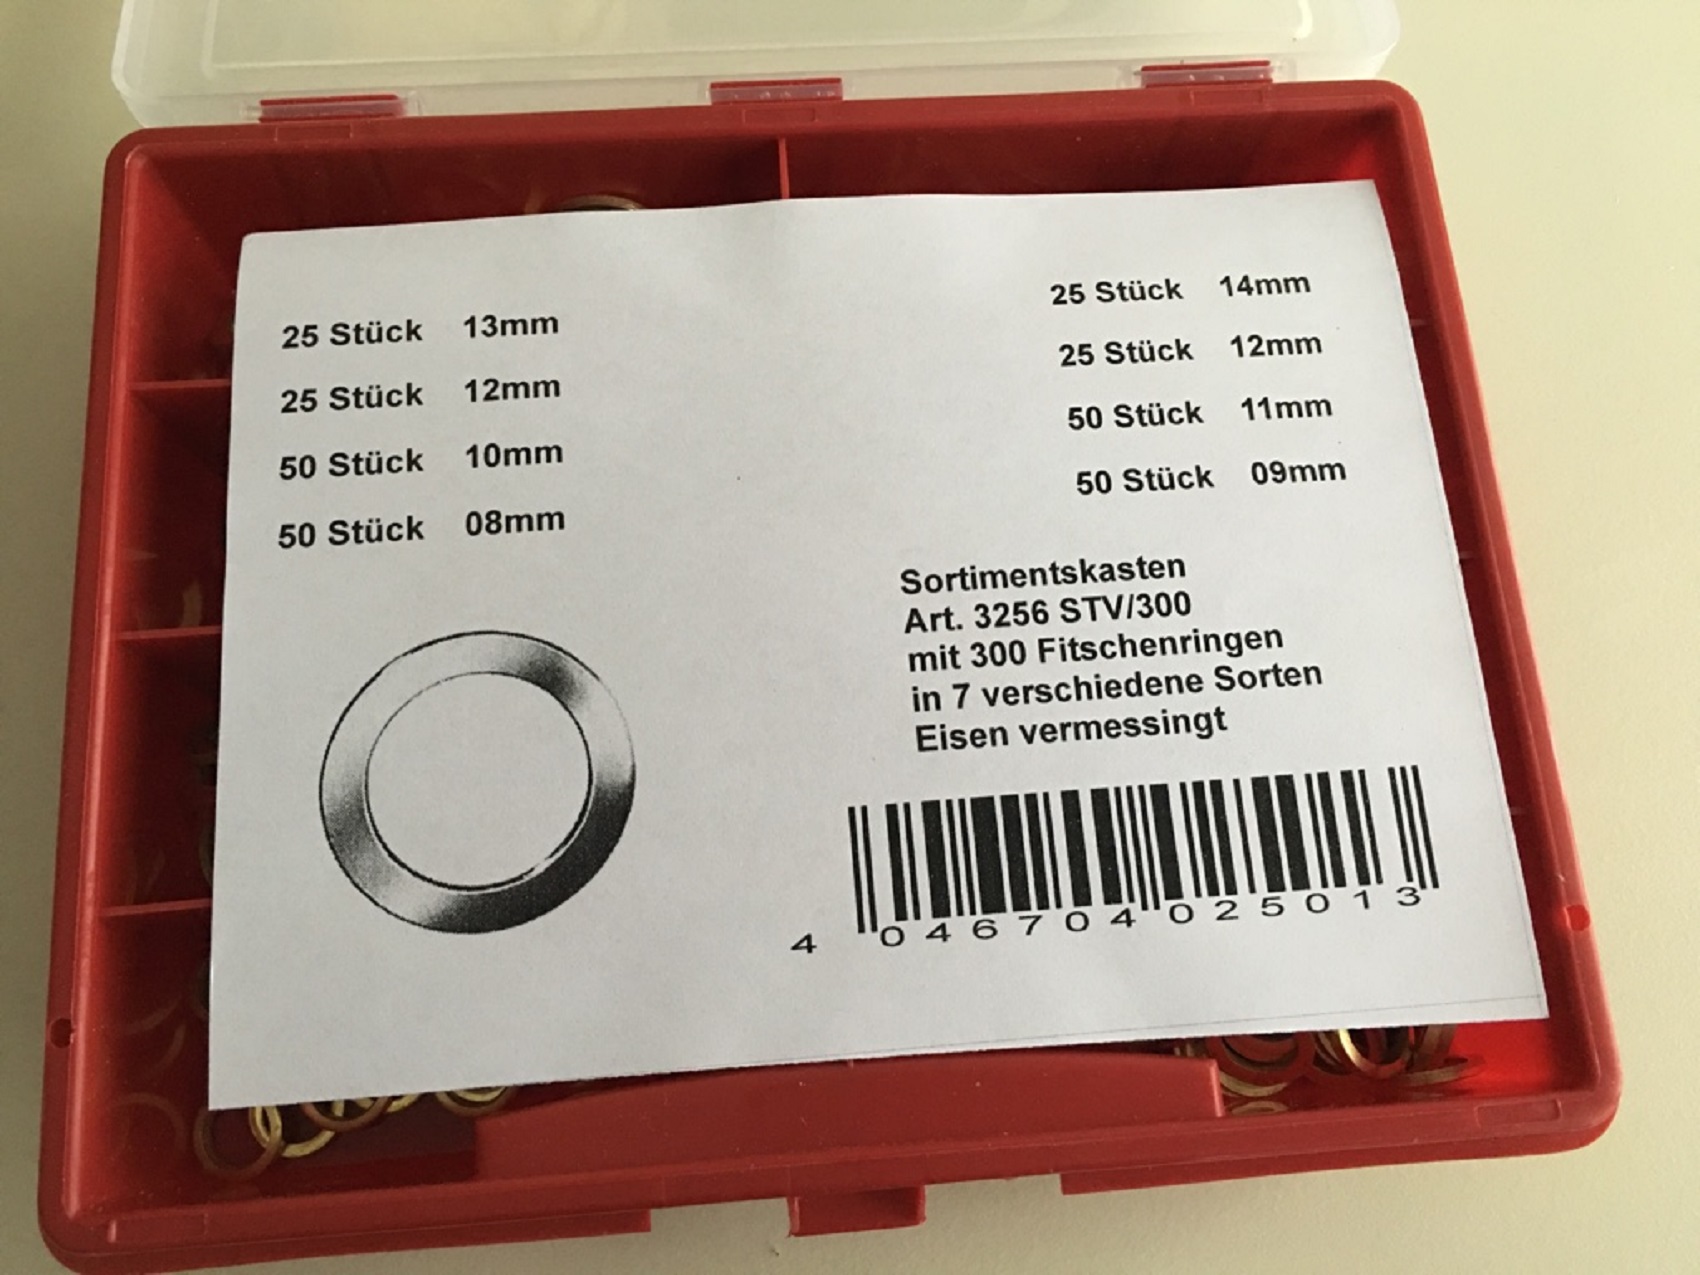 25 Stück 13mm
25 Stück 12mm
50 Stück 10mm
50 Stück 08mm
25 Stück 14mm
25 Stück 12mm
50 Stück 11mm
50 Stück 09mm
Sortimentskasten
Art. 3256 STV/300
mit 300 Fitschenringen
in 7 verschiedene Sorten
Eisen vermessingt
4 046704 025013